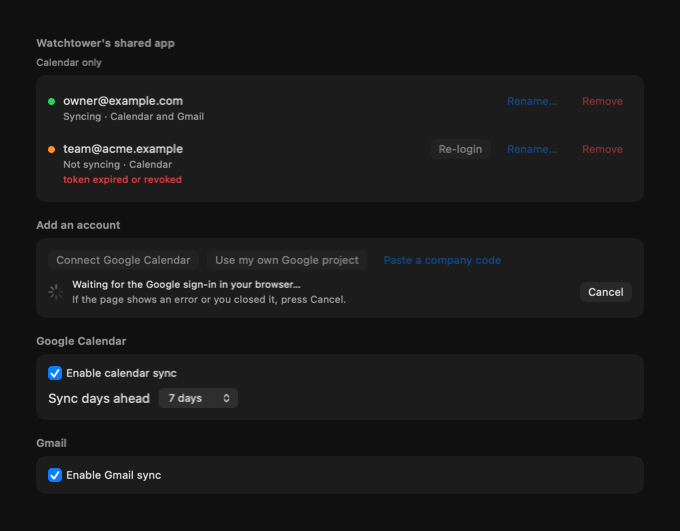 Watchtower's shared app
Calendar only
owner@example.com
Rename...
Remove
Syncing · Calendar and Gmail
team@acme.example
Re-login
Rename...
Remove
Not syncing · Calendar
token expired or revoked
Add an account
Connect Google Calendar
Use my own Google project
Paste a company code
Waiting for the Google sign-in in your browser...
If the page shows an error or you closed it, press Cancel.
Cancel
Google Calendar
Enable calendar sync
Sync days ahead
7 days
Gmail
Enable Gmail sync